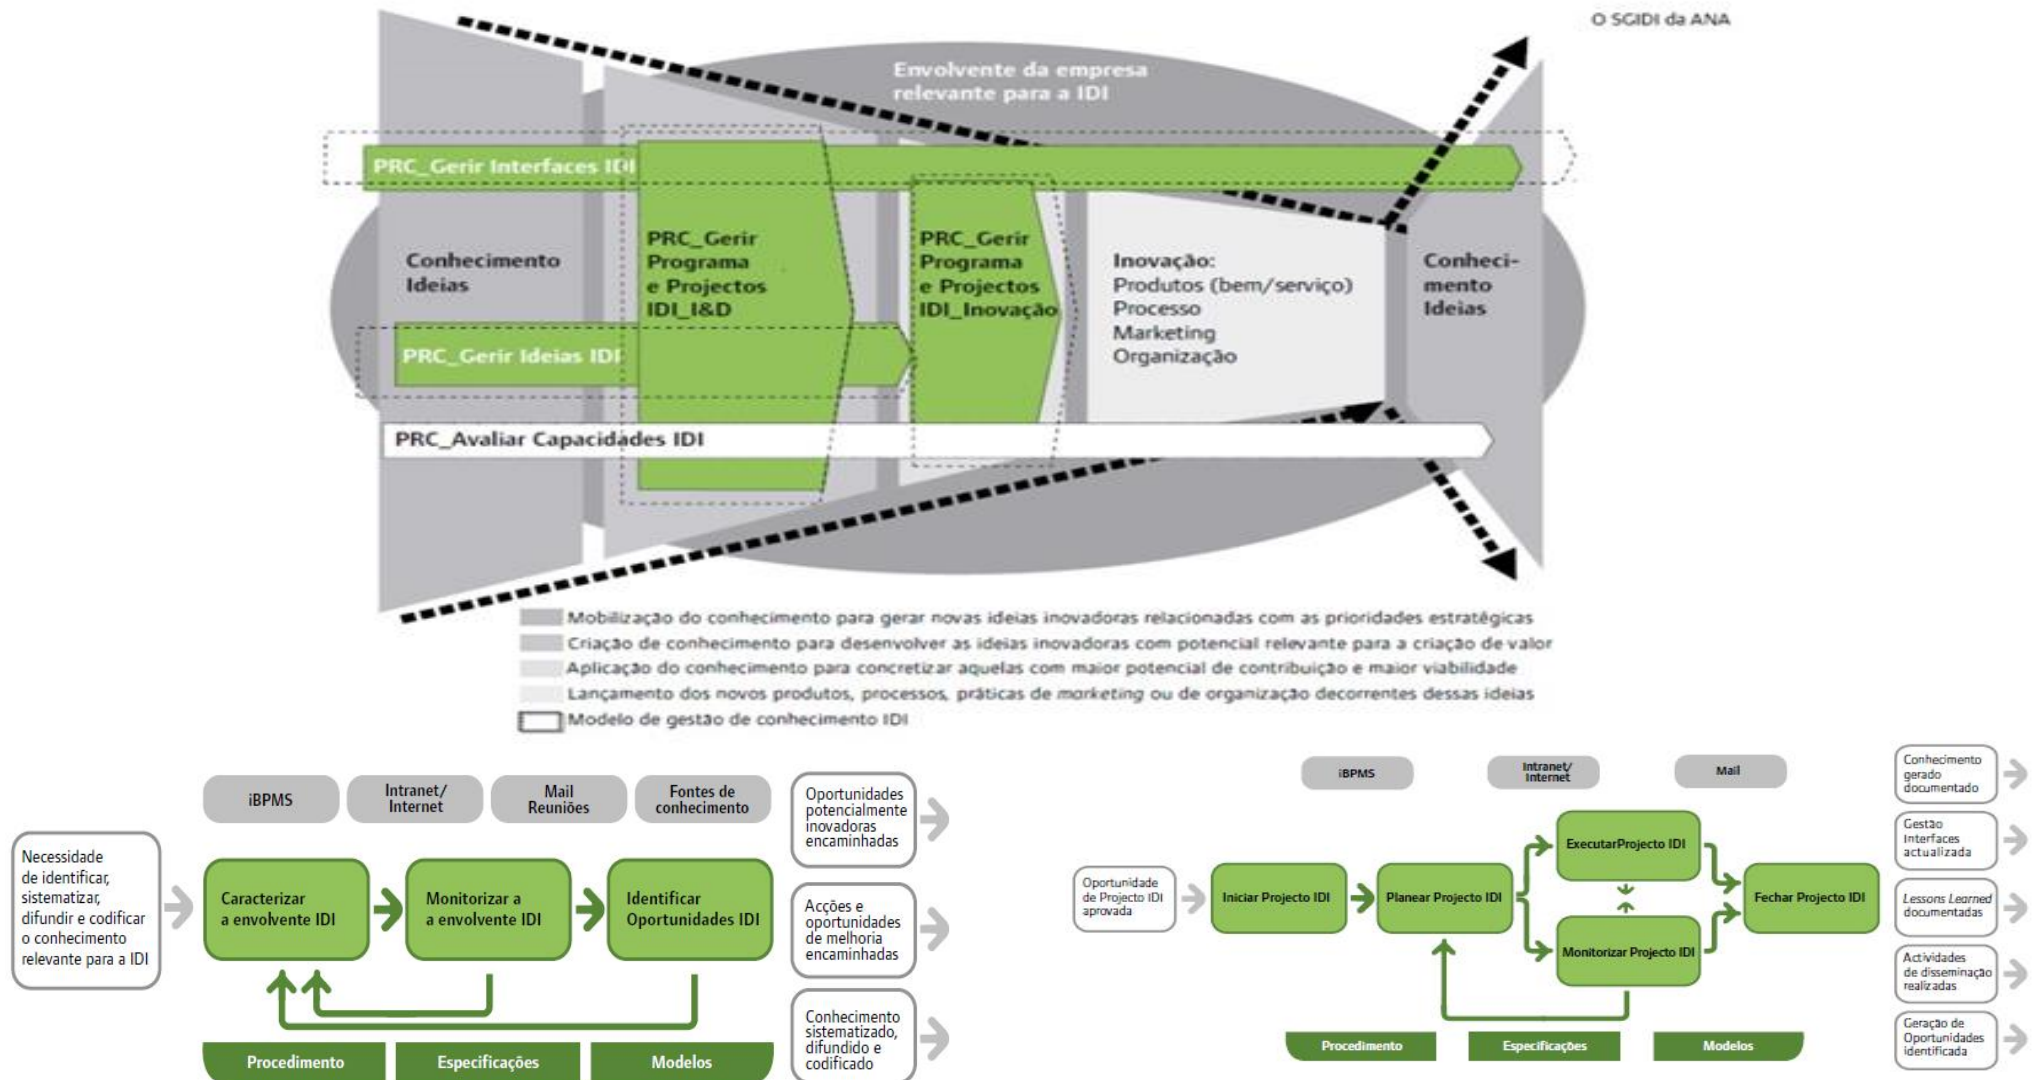 O SGIDI da ANA
Envolvente da empresa
relevante para a IDI
PRC_Gerir Interfaces IDI
Conhecimento
Ideias
PRC_Gerir
Programa
e Projectos
IDI_I&D
PRC_Gerir
Programa
e Projectos
IDI_Inovação
Inovação:
Produtos (bem/serviço)
Processo
Marketing
Organização
Conheci-
mento
Ideias
PRC_Gerir Ideias IDI
PRC_Avaliar Capacidades IDI
Mobilização do conhecimento para gerar novas ideias inovadoras relacionadas com as prioridades estratégicas
Criação de conhecimento para desenvolver as ideias inovadoras com potencial relevante para a criação de valor
Aplicação do conhecimento para concretizar aquelas com maior potencial de contribuição e maior viabilidade
Lançamento dos novos produtos, processos, práticas de marketing ou de organização decorrentes dessas ideias
Modelo de gestão de conhecimento IDI
iBPMS
Intranet/
Internet
Mail
Reuniões
Fontes de
conhecimento
Necessidade
de identificar,
sistematizar,
difundir e codificar
o conhecimento
relevante para a IDI
Caracterizar
a envolvente IDI
Monitorizar a
a envolvente IDI
Identificar
Oportunidades IDI
Oportunidades
potencialmente
inovadoras
encaminhadas
Acções e
oportunidades
de melhoria
encaminhadas
Conhecimento
sistematizado,
difundido e
codificado
Procedimento
Especificações
Modelos
iBPMS
Intranet/
Internet
Mail
Oportunidade
de Projecto IDI
aprovada
Iniciar Projecto IDI
Planear Projecto IDI
ExecutarProjecto IDI
Monitorizar Projecto IDI
Fechar Projecto IDI
Conhecimento
gerado
documentado
Gestão
Interfaces
actualizada
Lessons Learned
documentadas
Actividades
de disseminação
realizadas
Geração de
Oportunidades
identificada
Procedimento
Especificações
Modelos